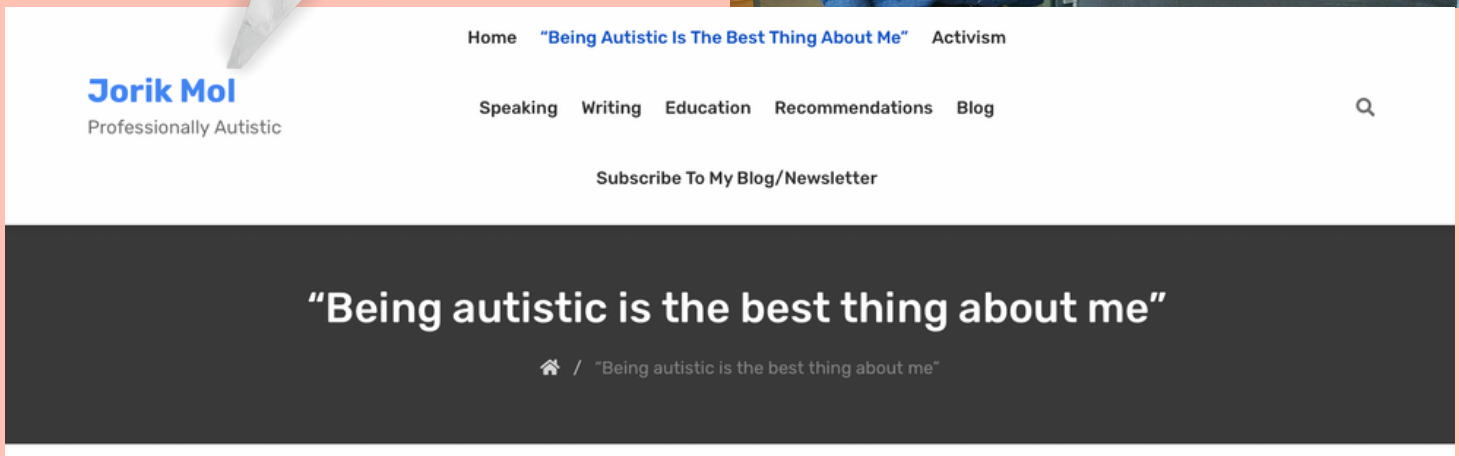 Home “Being Autistic Is The Best Thing About Me” Activism
Jorik Mol
Professionally Autistic
Speaking Writing Education Recommendations Blog
Subscribe To My Blog/Newsletter
“Being autistic is the best thing about me”
/ “Being autistic is the best thing about me”